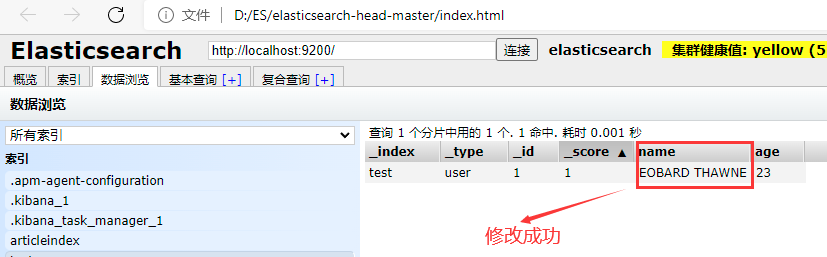 文件 D:/ES/elasticsearch-head-master/index.html
Elasticsearch http://localhost:9200/ 连接 elasticsearch 集群健康值: yellow (5
概览 索引 数据浏览 基本查询 [+] 复合查询 [+]
数据浏览
所有索引
索引
.apm-agent-configuration
.kibana_1
.kibana_task_manager_1
articleindex
查询 1 个分片中用的 1 个. 1 命中. 耗时 0.001 秒
_index _type _id _score ▲ name age
test user 1 1 EOBARD THAWNE 23
修改成功